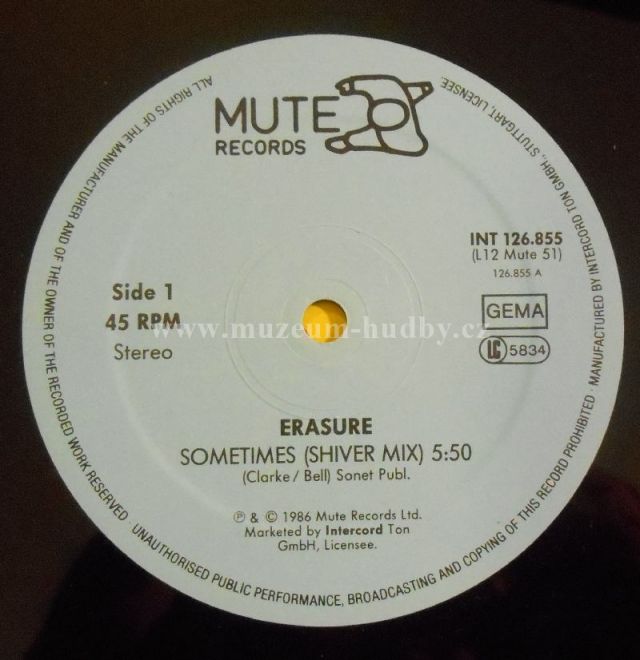 MUTE
RECORDS
INT 126.855
(L12 Mute 51)
126.855 A
Side 1
45 RPM
Stereo
GEMA
LC 5834
www.muzeum-hudby.cz
ERASURE
SOMETIMES (SHIVER MIX) 5:50
(Clarke / Bell) Sonet Publ.
℗ & © 1986 Mute Records Ltd.
Marketed by Intercord Ton
GmbH, Licensee.
ALL RIGHTS OF THE MANUFACTURER AND OF THE OWNER OF THE RECORDED WORK RESERVED · UNAUTHORISED PUBLIC PERFORMANCE, BROADCASTING AND COPYING OF THIS RECORD PROHIBITED · MANUFACTURED BY INTERCORD TON GMBH, STUTTGART, LICENSEE.